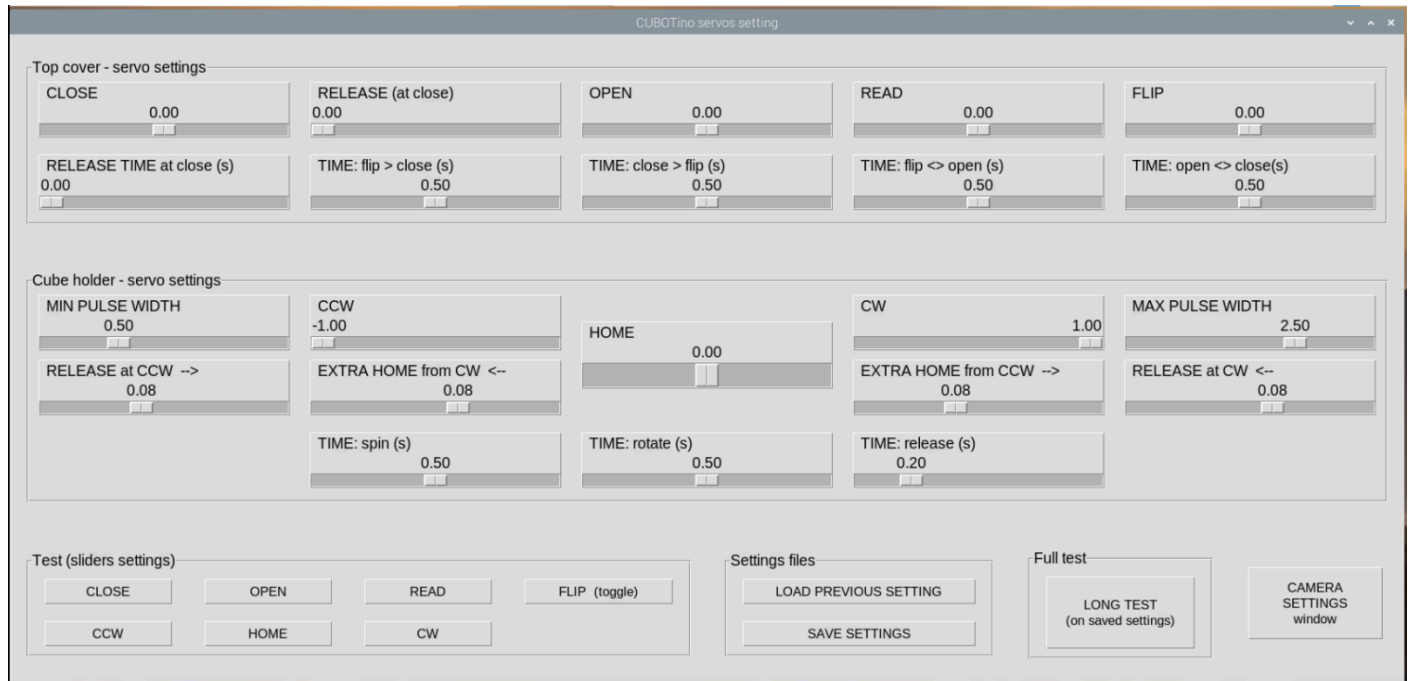 CUBOTino servos setting
Top cover - servo settings
CLOSE
0.00
RELEASE (at close)
0.00
OPEN
0.00
READ
0.00
FLIP
0.00
RELEASE TIME at close (s)
0.00
TIME: flip > close (s)
0.50
TIME: close > flip (s)
0.50
TIME: flip <> open (s)
0.50
TIME: open <> close(s)
0.50
Cube holder - servo settings
MIN PULSE WIDTH
0.50
CCW
-1.00
HOME
0.00
CW
1.00
MAX PULSE WIDTH
2.50
RELEASE at CCW -->
0.08
EXTRA HOME from CW <--
0.08
EXTRA HOME from CCW -->
0.08
RELEASE at CW <--
0.08
TIME: spin (s)
0.50
TIME: rotate (s)
0.50
TIME: release (s)
0.20
Test (sliders settings)
CLOSE
OPEN
READ
FLIP (toggle)
CCW
HOME
CW
Settings files
LOAD PREVIOUS SETTING
SAVE SETTINGS
Full test
LONG TEST
(on saved settings)
CAMERA
SETTINGS
window